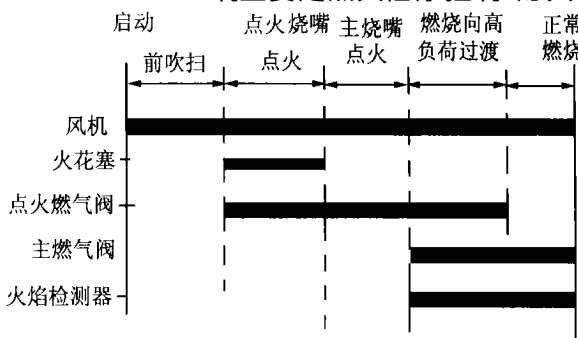 启动
点火烧嘴
点火
主烧嘴
点火
燃烧向高
负荷过渡
正常
燃烧
前吹扫
风机
火花塞
点火燃气阀
主燃气阀
火焰检测器